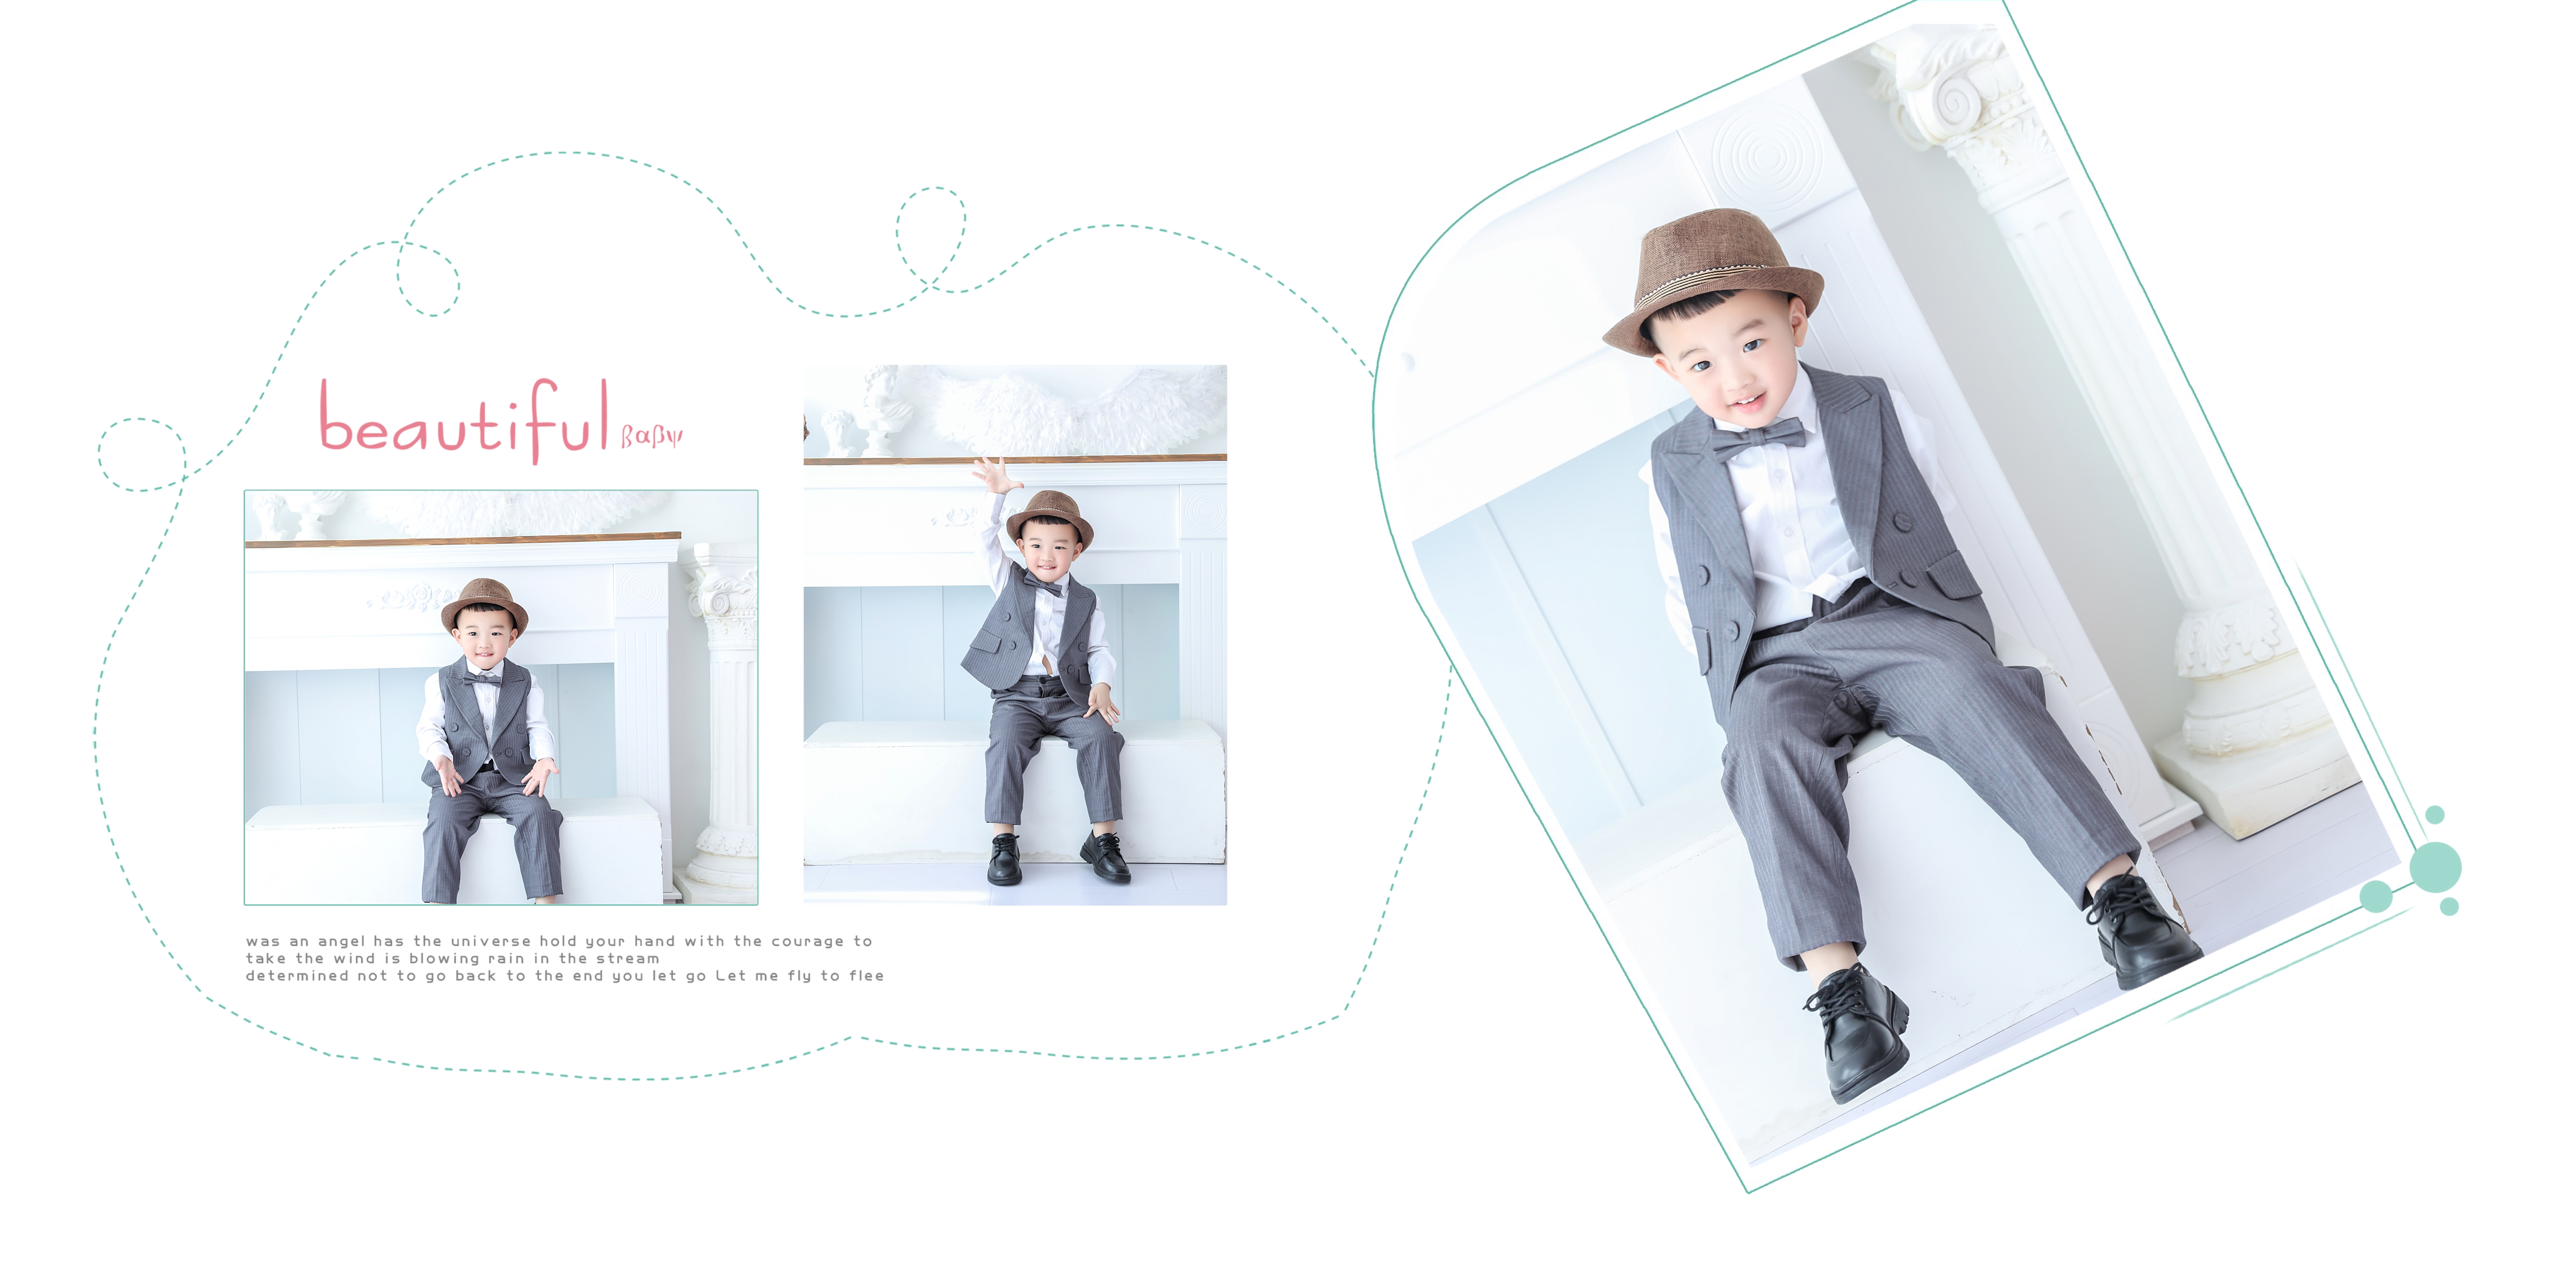 beautiful βαβψ
was an angel has the universe hold your hand with the courage to
take the wind is blowing rain in the stream
determined not to go back to the end you let go Let me fly to flee